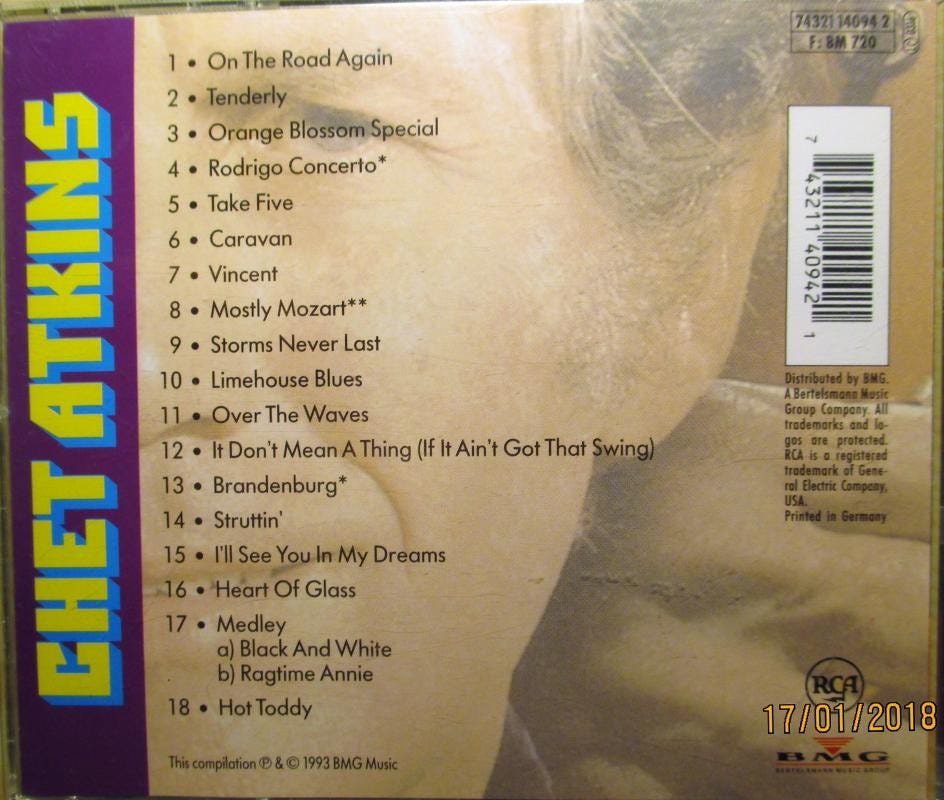 CHET ATKINS
1 • On The Road Again
2 • Tenderly
3 • Orange Blossom Special
4 • Rodrigo Concerto*
5 • Take Five
6 • Caravan
7 • Vincent
8 • Mostly Mozart**
9 • Storms Never Last
10 • Limehouse Blues
11 • Over The Waves
12 • It Don't Mean A Thing (If It Ain't Got That Swing)
13 • Brandenburg*
14 • Struttin'
15 • I'll See You In My Dreams
16 • Heart Of Glass
17 • Medley
a) Black And White
b) Ragtime Annie
18 • Hot Toddy
This compilation ℗ & © 1993 BMG Music
74321 14094 2
F: BM 720
7 43211 40942 1
Distributed by BMG.
A Bertelsmann Music
Group Company. All
trademarks and lo-
gos are protected.
RCA is a registered
trademark of Gene-
ral Electric Company,
USA.
Printed in Germany
RCA
17/01/2018
BMG
BERTELSMANN MUSIC GROUP